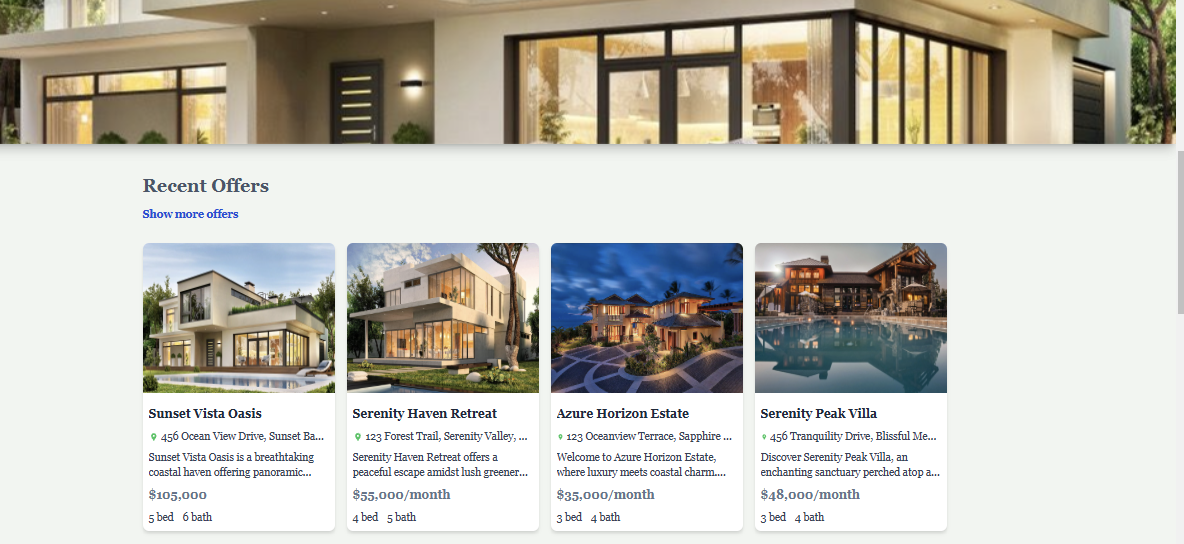 Recent Offers
Show more offers
Sunset Vista Oasis
456 Ocean View Drive, Sunset Ba...
Sunset Vista Oasis is a breathtaking
coastal haven offering panoramic...
$105,000
5 bed 6 bath
Serenity Haven Retreat
123 Forest Trail, Serenity Valley, ...
Serenity Haven Retreat offers a
peaceful escape amidst lush greener...
$55,000/month
4 bed 5 bath
Azure Horizon Estate
123 Oceanview Terrace, Sapphire ...
Welcome to Azure Horizon Estate,
where luxury meets coastal charm....
$35,000/month
3 bed 4 bath
Serenity Peak Villa
456 Tranquility Drive, Blissful Me...
Discover Serenity Peak Villa, an
enchanting sanctuary perched atop a...
$48,000/month
3 bed 4 bath